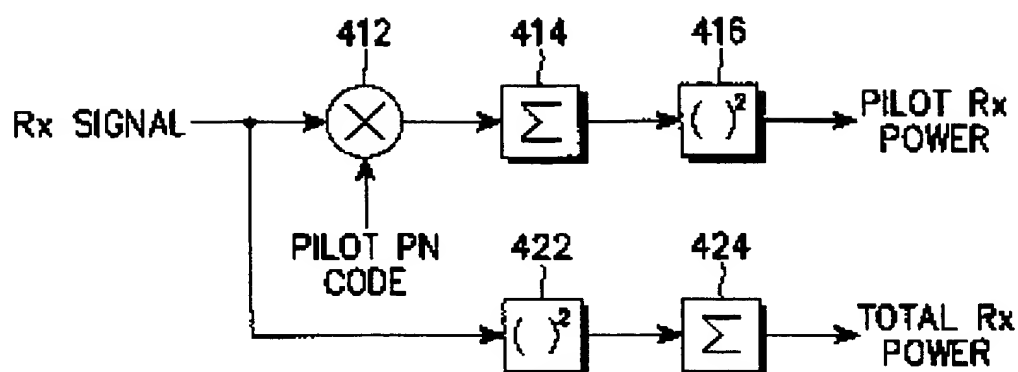 412
414
416
Rx SIGNAL
×
Σ
( )²
PILOT Rx
POWER
PILOT PN
CODE
422
424
( )²
Σ
TOTAL Rx
POWER